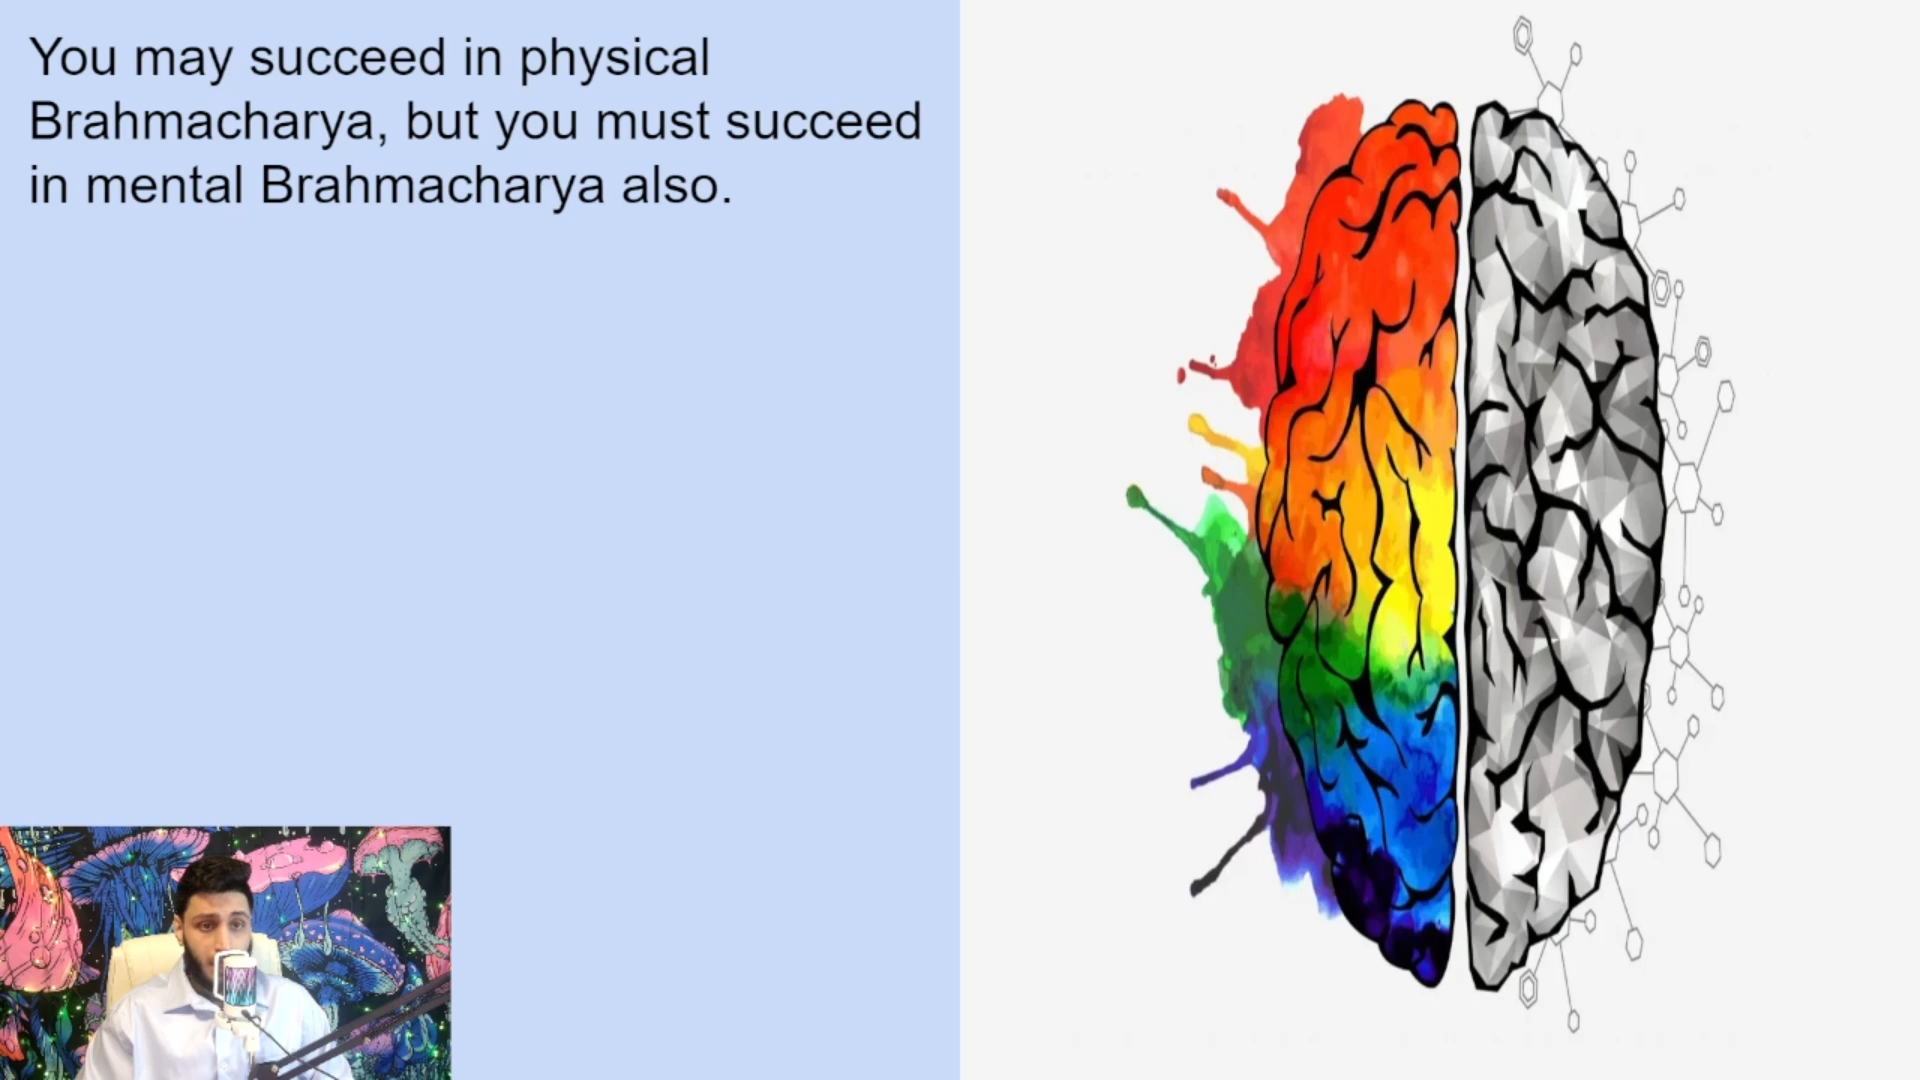 You may succeed in physical
Brahmacharya, but you must succeed
in mental Brahmacharya also.